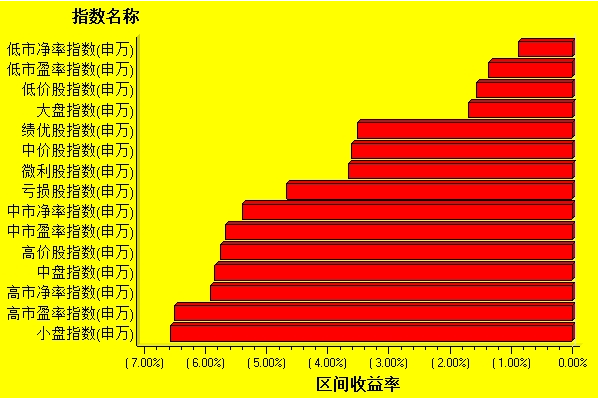 指数名称
低市净率指数(申万)
低市盈率指数(申万)
低价股指数(申万)
大盘指数(申万)
绩优股指数(申万)
中价股指数(申万)
微利股指数(申万)
亏损股指数(申万)
中市净率指数(申万)
中市盈率指数(申万)
高价股指数(申万)
中盘指数(申万)
高市净率指数(申万)
高市盈率指数(申万)
小盘指数(申万)
(7.00%) (6.00%) (5.00%) (4.00%) (3.00%) (2.00%) (1.00%) 0.00%
区间收益率